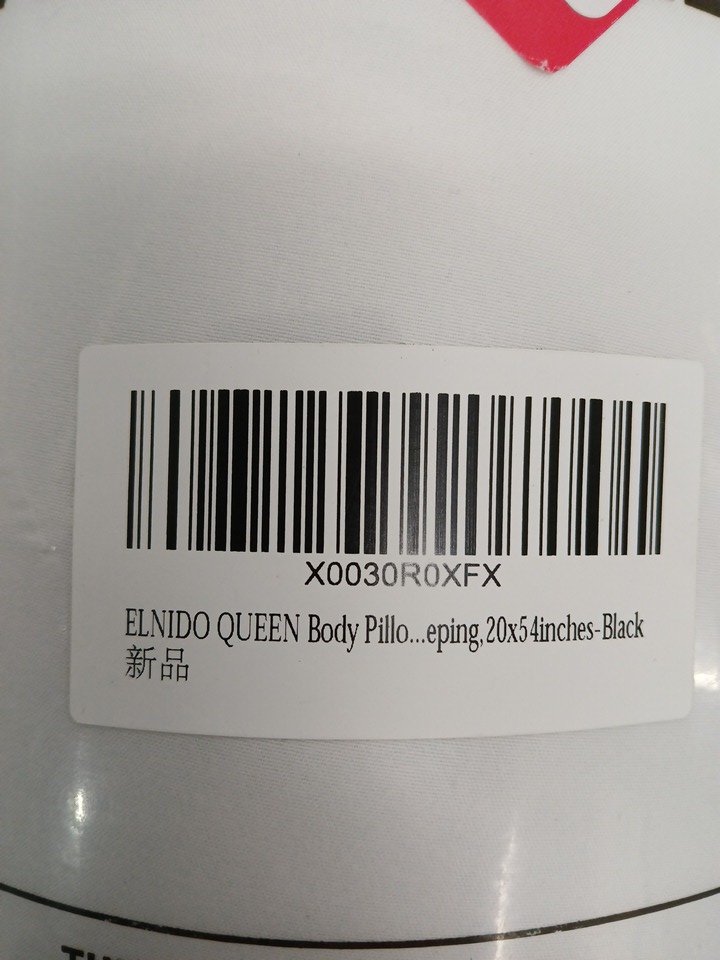 X0030R0XFX
ELNIDO QUEEN Body Pillo...eping,20x54inches-Black
新品